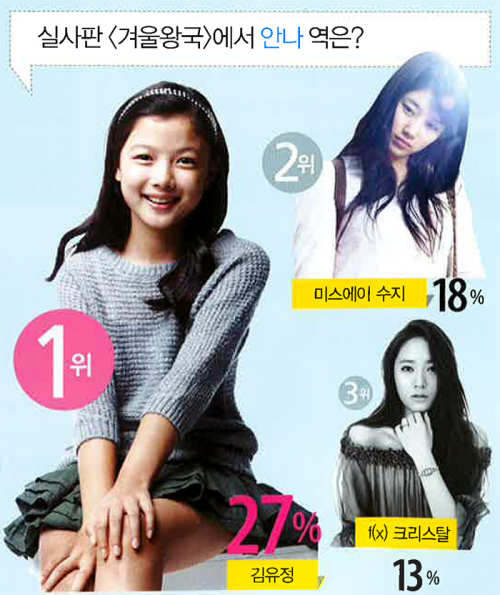 실사판 〈겨울왕국〉에서 안나 역은?
1위
27%
김유정
2위
미스에이 수지
18%
3위
f(x) 크리스탈
13%